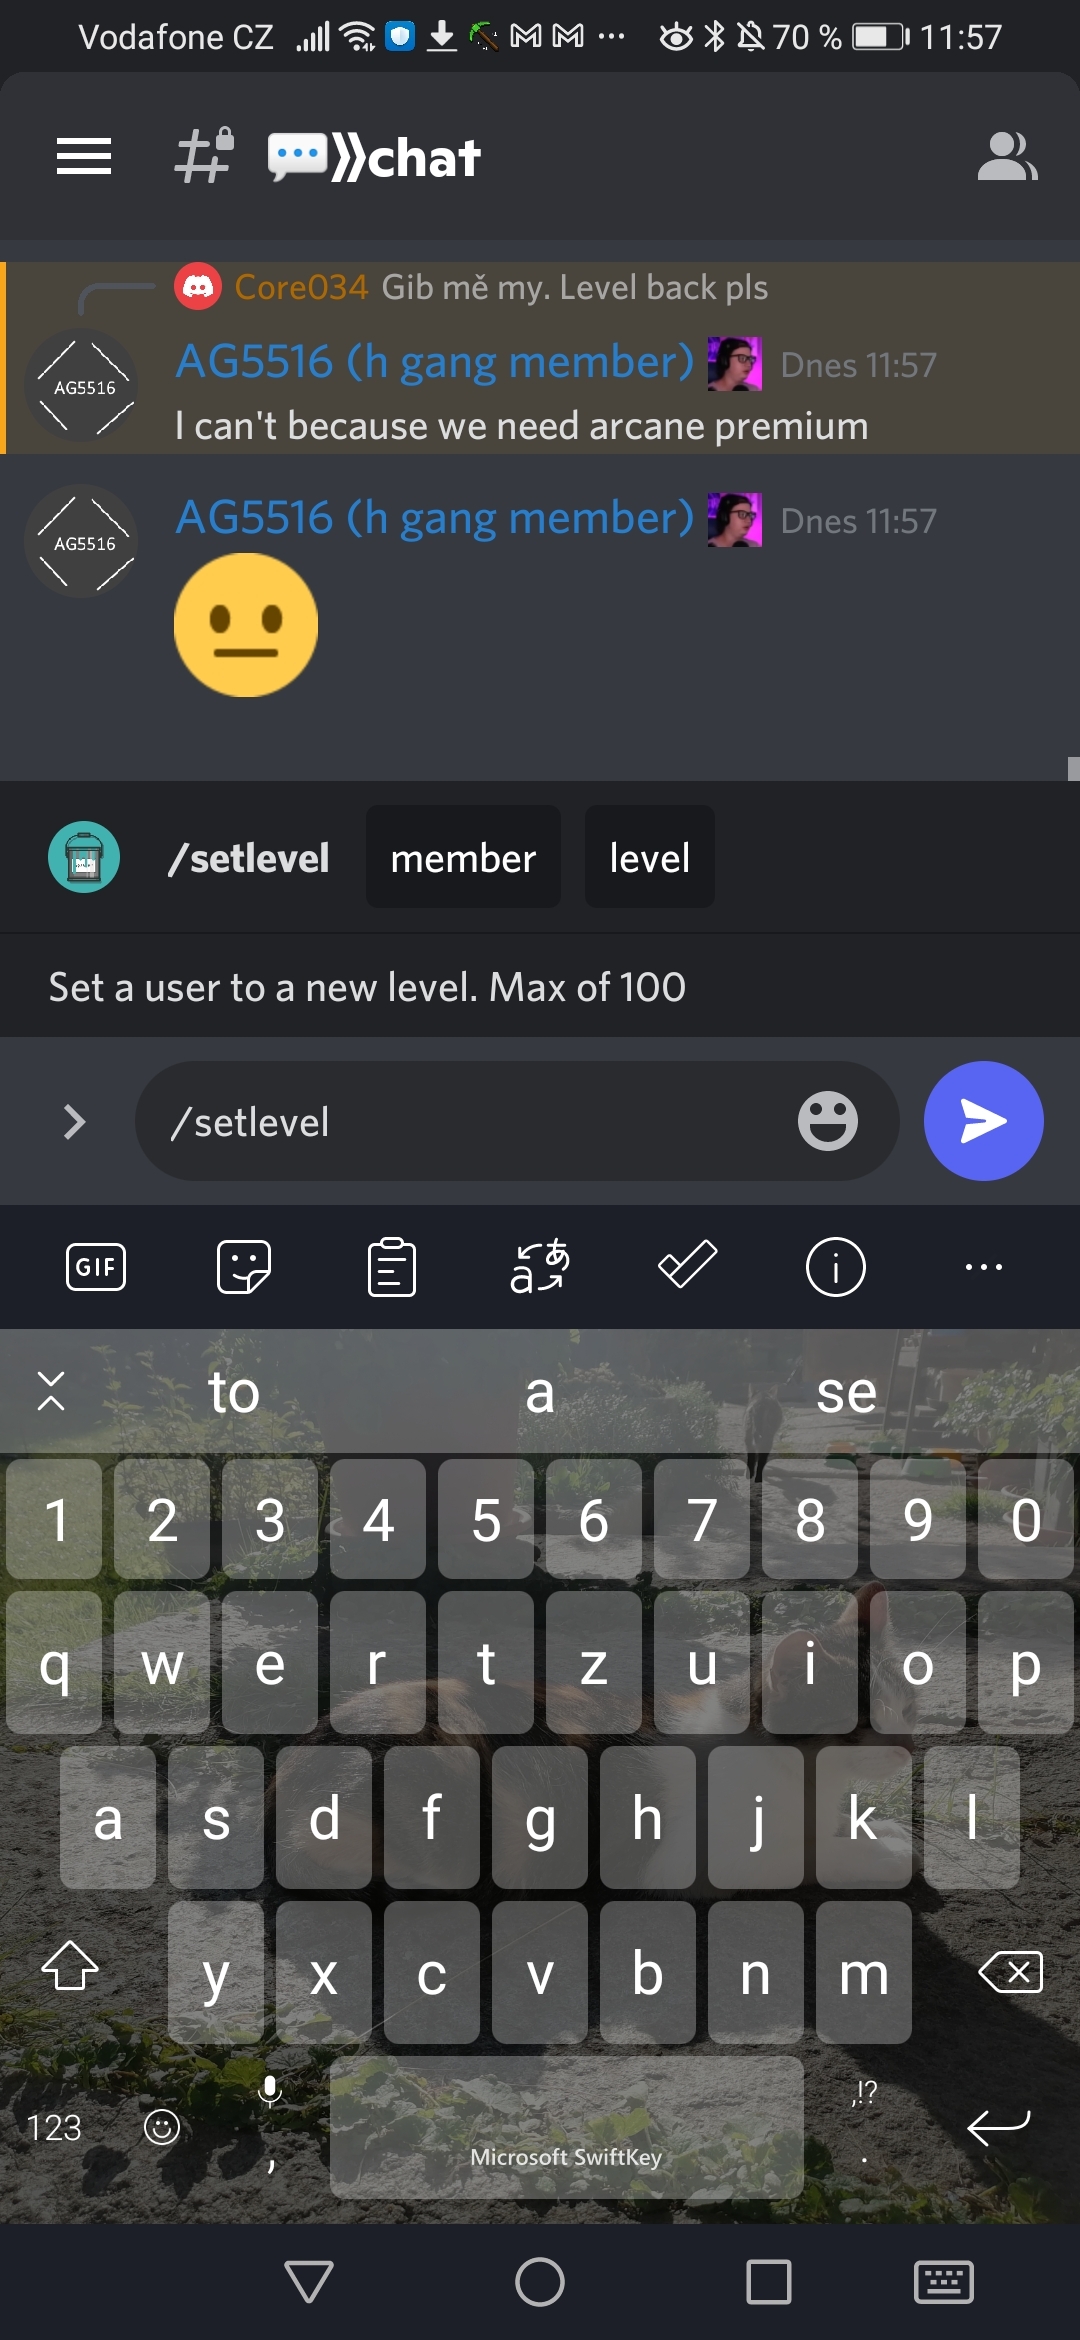 Vodafone CZ 70 % 11:57
chat
Core034 Gib mě my. Level back pls
AG5516
AG5516 (h gang member) Dnes 11:57
I can't because we need arcane premium
AG5516
AG5516 (h gang member) Dnes 11:57
/setlevel member level
Set a user to a new level. Max of 100
/setlevel
GIF
a あ
to a se
1 2 3 4 5 6 7 8 9 0
q w e r t z u i o p
a s d f g h j k l
y x c v b n m
123 , ,!? .
Microsoft SwiftKey